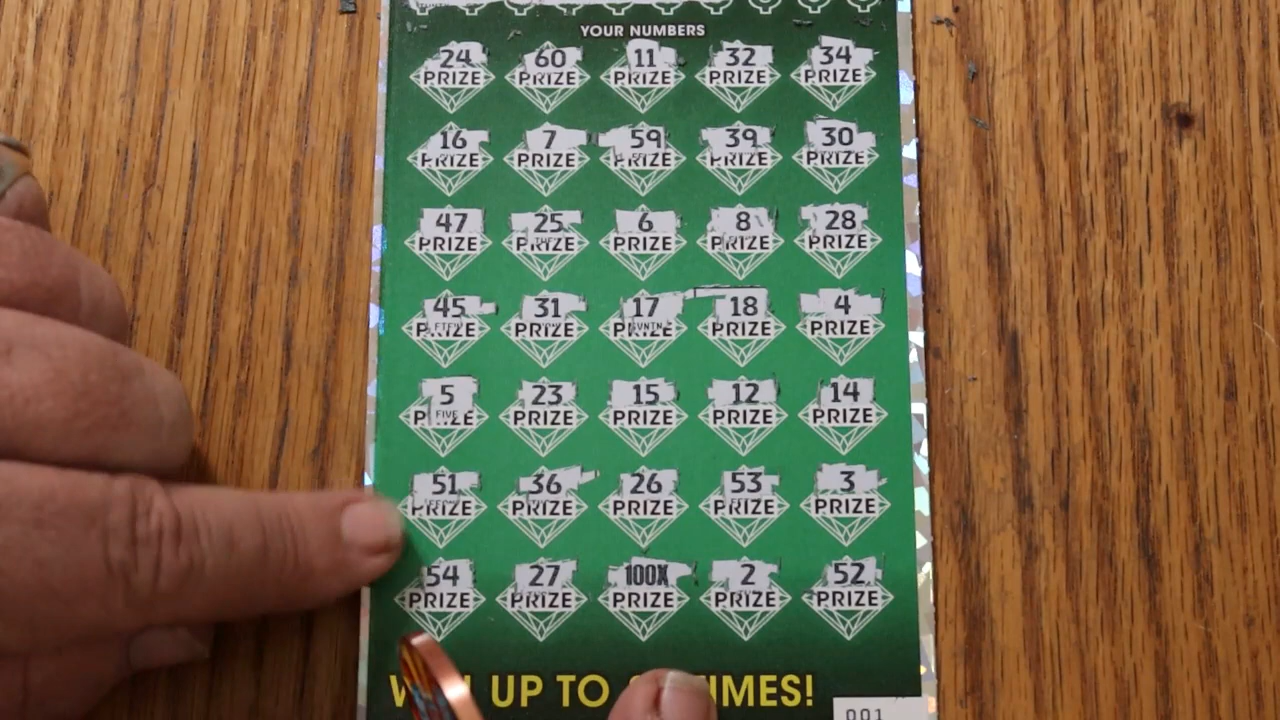 YOUR NUMBERS
24 60 11 32 34
PRIZE PRIZE PRIZE PRIZE PRIZE
16 7 59 39 30
PRIZE PRIZE PRIZE PRIZE PRIZE
47 25 6 8 28
PRIZE PRIZE PRIZE PRIZE PRIZE
45 31 17 18 4
PRIZE PRIZE PRIZE PRIZE PRIZE
5 23 15 12 14
FIVE
PRIZE PRIZE PRIZE PRIZE PRIZE
51 36 26 53 3
PRIZE PRIZE PRIZE PRIZE PRIZE
54 27 100X 2 52
PRIZE PRIZE PRIZE PRIZE PRIZE
UP TO
001